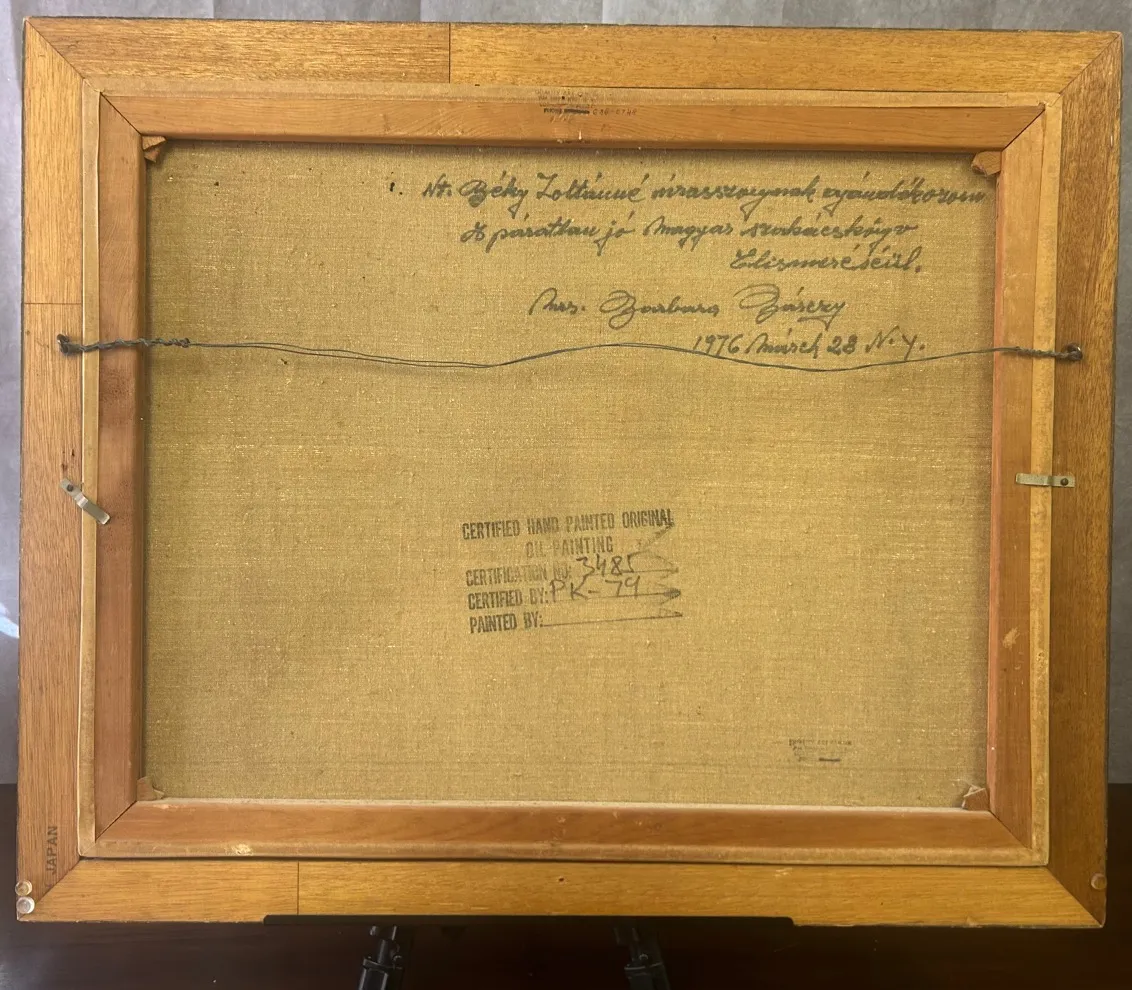 Nt. Béky Zoltánné úrasszonynak ajándékozom
A páratlan jó Magyar szakácskönyv
Elismeréséül.
Mrs. Barbara
1976 March 28 N.Y.
CERTIFIED HAND PAINTED ORIGINAL
OIL PAINTING
CERTIFICATION NO: 3485
CERTIFIED BY: PK-79
PAINTED BY:
JAPAN